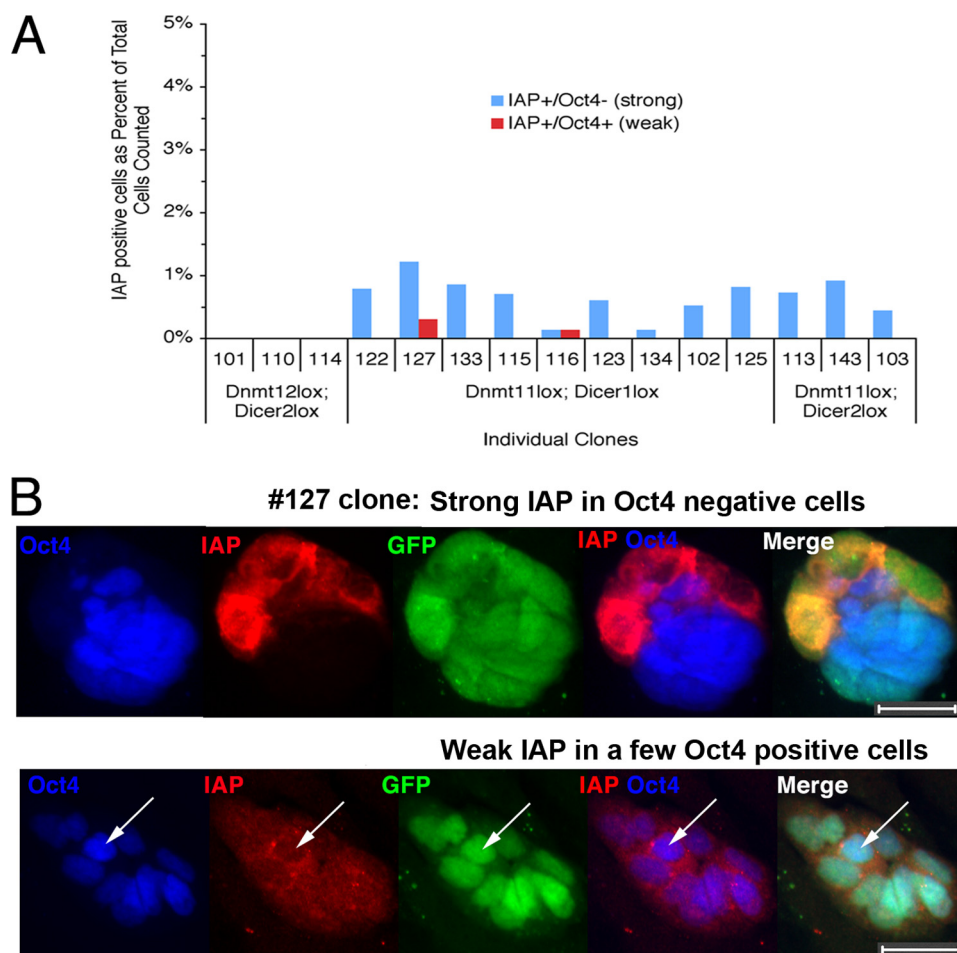 A
IAP positive cells as Percent of Total
Cells Counted
5%
4%
3%
2%
1%
0%
IAP+/Oct4- (strong)
IAP+/Oct4+ (weak)
101 110 114 122 127 133 115 116 123 134 102 125 113 143 103
Dnmt12lox; Dnmt11lox; Dicer1lox Dnmt11lox;
Dicer2lox Dicer2lox
Individual Clones
B
#127 clone: Strong IAP in Oct4 negative cells
Oct4 IAP GFP IAP Oct4 Merge
Weak IAP in a few Oct4 positive cells
Oct4 IAP GFP IAP Oct4 Merge